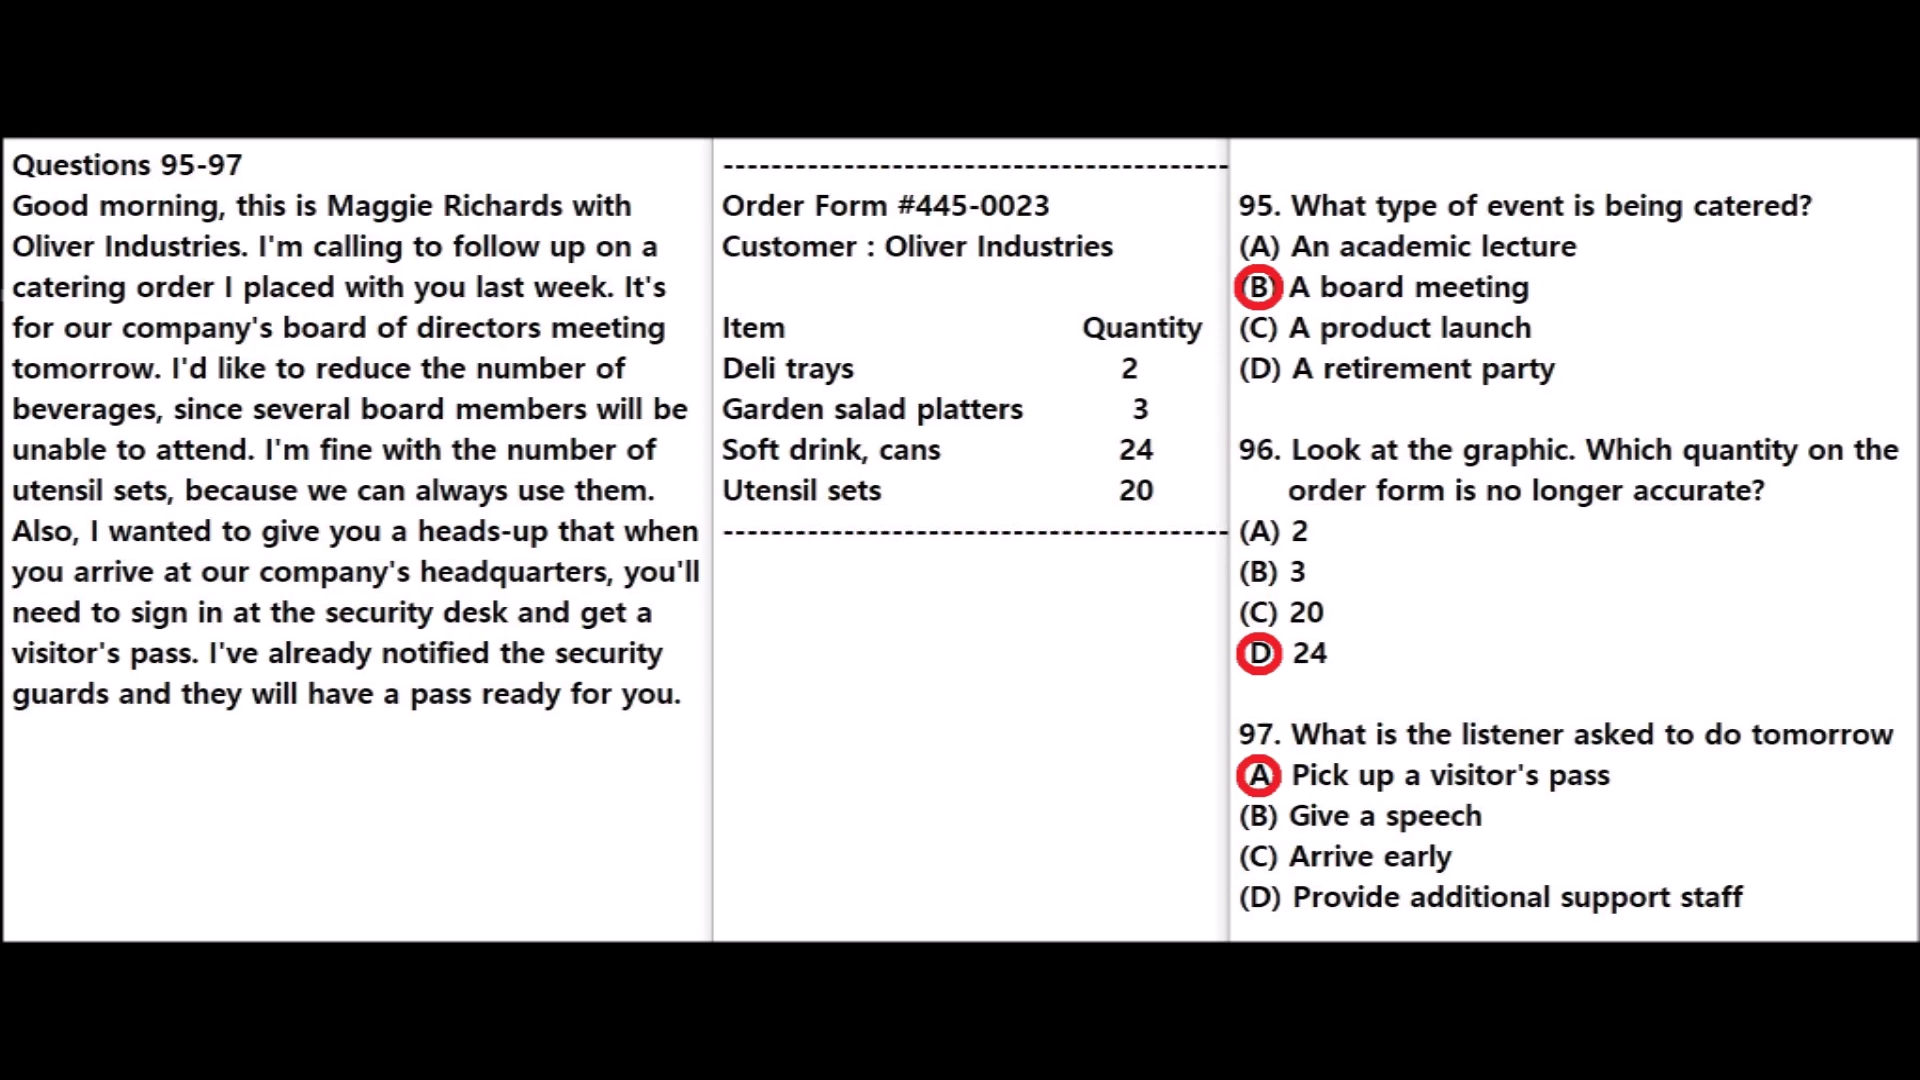 Questions 95-97
Good morning, this is Maggie Richards with
Oliver Industries. I'm calling to follow up on a
catering order I placed with you last week. It's
for our company's board of directors meeting
tomorrow. I'd like to reduce the number of
beverages, since several board members will be
unable to attend. I'm fine with the number of
utensil sets, because we can always use them.
Also, I wanted to give you a heads-up that when
you arrive at our company's headquarters, you'll
need to sign in at the security desk and get a
visitor's pass. I've already notified the security
guards and they will have a pass ready for you.
------------------------------------------
Order Form #445-0023
Customer : Oliver Industries
Item Quantity
Deli trays 2
Garden salad platters 3
Soft drink, cans 24
Utensil sets 20
------------------------------------------
95. What type of event is being catered?
(A) An academic lecture
(B) A board meeting
(C) A product launch
(D) A retirement party
96. Look at the graphic. Which quantity on the
order form is no longer accurate?
(A) 2
(B) 3
(C) 20
(D) 24
97. What is the listener asked to do tomorrow
(A) Pick up a visitor's pass
(B) Give a speech
(C) Arrive early
(D) Provide additional support staff